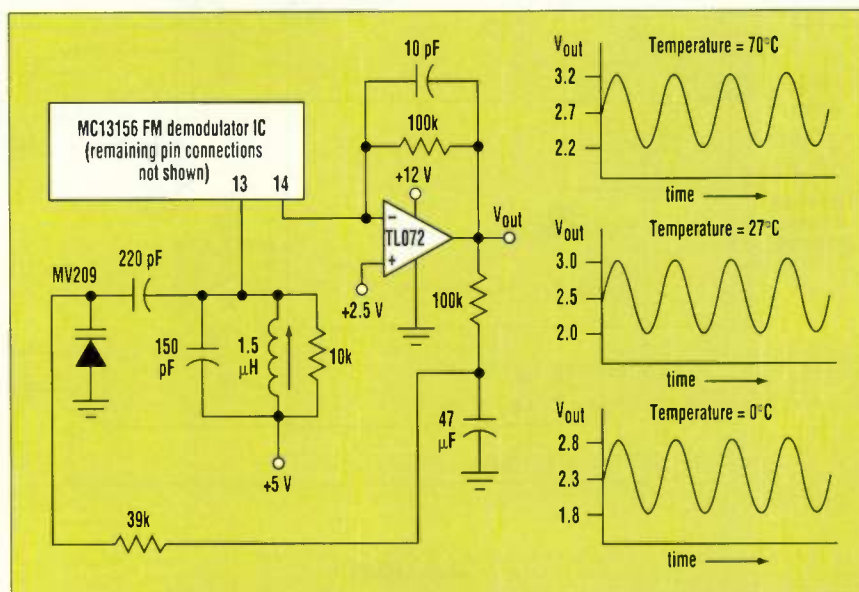 10 pF
MC13156 FM demodulator IC
(remaining pin connections
not shown)
13 14
100k
+12 V
TL072
−
+
+2.5 V
Vout
MV209
220 pF
150
pF
1.5
μH
10k
+5 V
100k
47
μF
39k
Vout
Temperature = 70°C
3.2
2.7
2.2
time
Vout
Temperature = 27°C
3.0
2.5
2.0
time
Vout
Temperature = 0°C
2.8
2.3
1.8
time